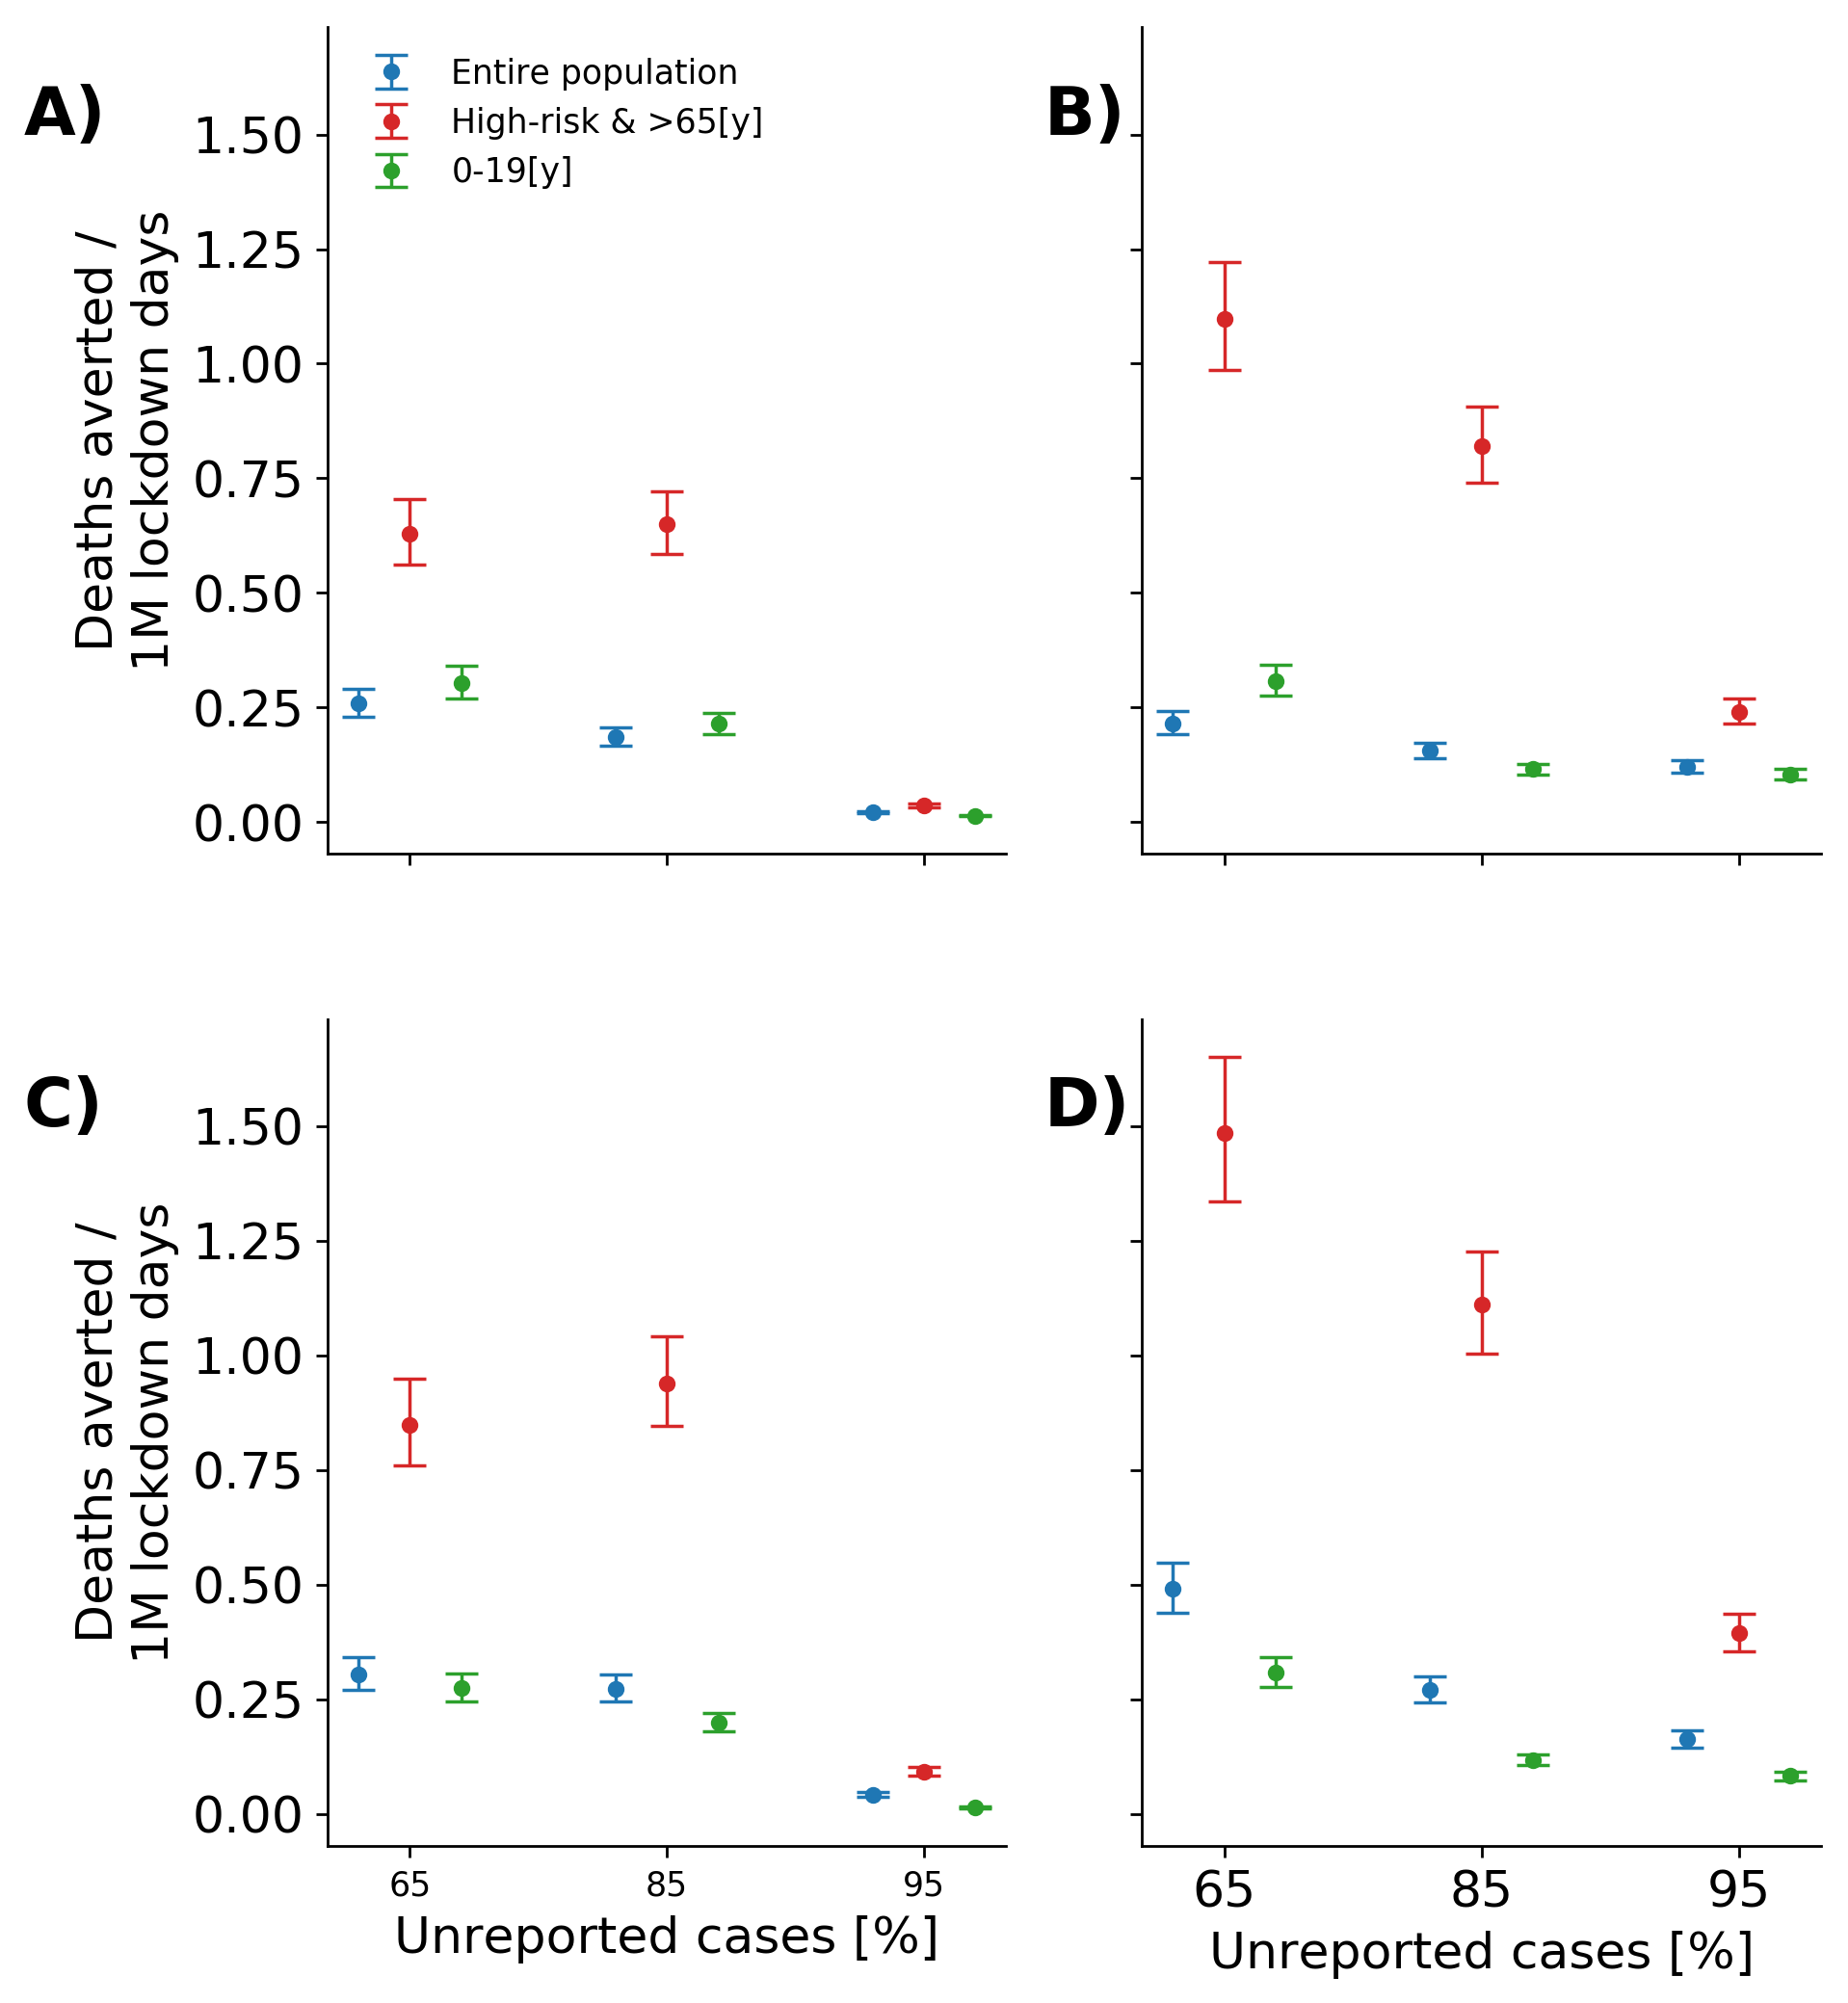 A)
Entire population
High-risk & >65[y]
0-19[y]
Deaths averted /
1M lockdown days
1.50
1.25
1.00
0.75
0.50
0.25
0.00
B)
C)
Deaths averted /
1M lockdown days
1.50
1.25
1.00
0.75
0.50
0.25
0.00
65
85
95
Unreported cases [%]
D)
65
85
95
Unreported cases [%]